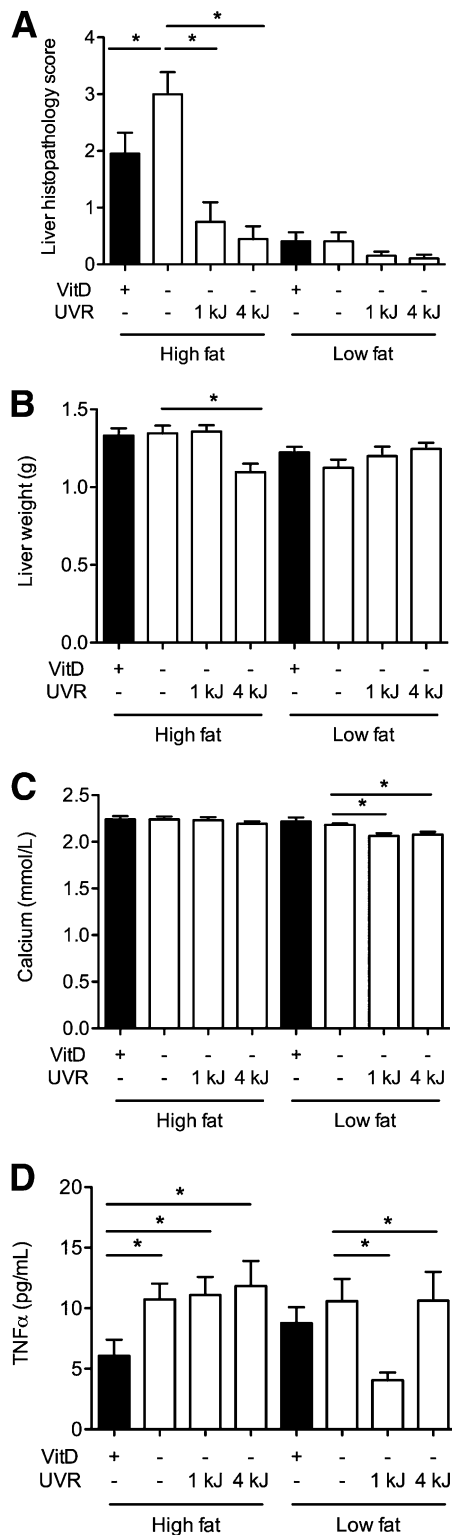 A
*
* *
Liver histopathology score
4
3
2
1
0
VitD + - - - + - - -
UVR - - 1 kJ 4 kJ - - 1 kJ 4 kJ
High fat Low fat
B
*
Liver weight (g)
1.5
1.0
0.5
0.0
VitD + - - - + - - -
UVR - - 1 kJ 4 kJ - - 1 kJ 4 kJ
High fat Low fat
C
*
*
Calcium (mmol/L)
2.5
2.0
1.5
1.0
0.5
0.0
VitD + - - - + - - -
UVR - - 1 kJ 4 kJ - - 1 kJ 4 kJ
High fat Low fat
D
*
* *
* *
TNFα (pg/mL)
20
15
10
5
0
VitD + - - - + - - -
UVR - - 1 kJ 4 kJ - - 1 kJ 4 kJ
High fat Low fat